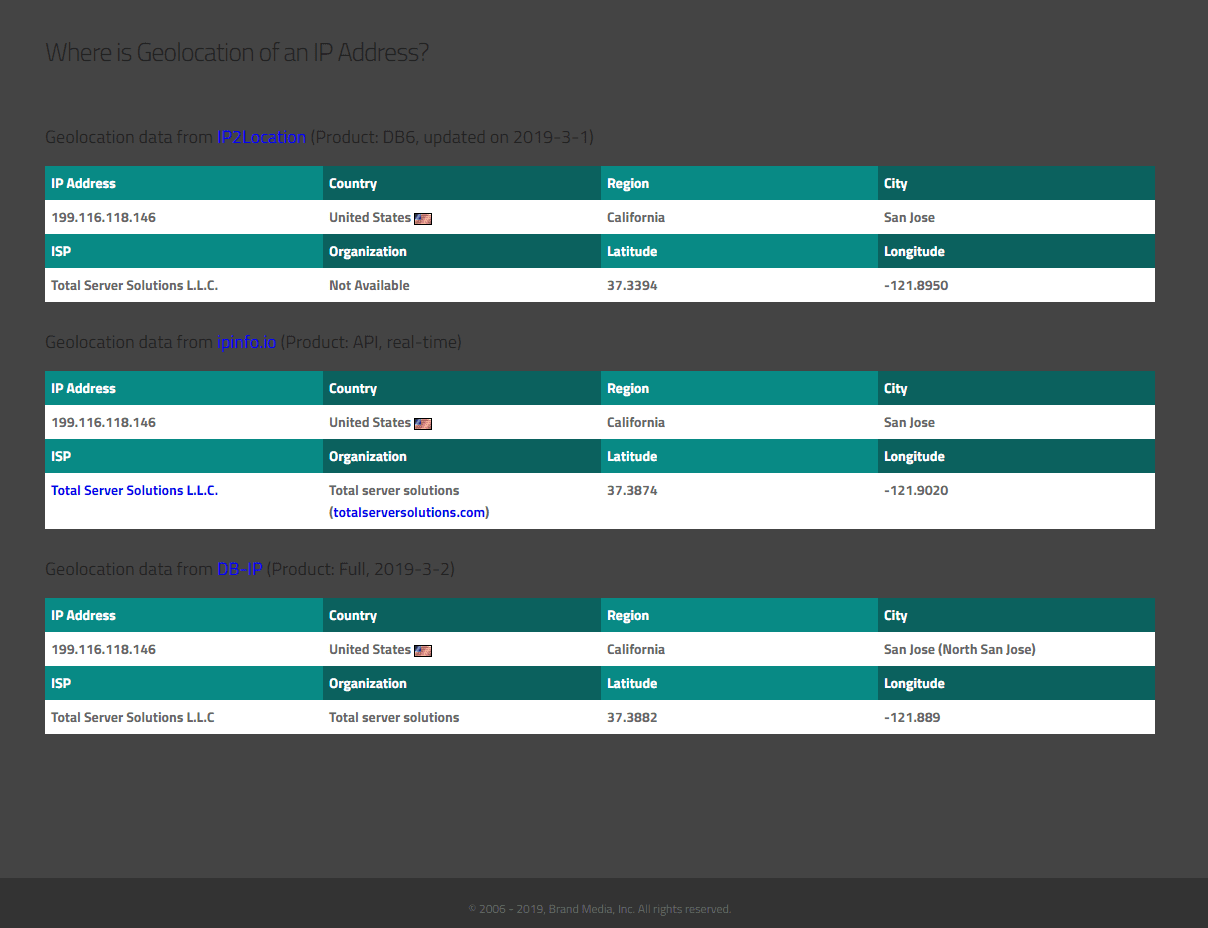 Where is Geolocation of an IP Address?
Geolocation data from IP2Location (Product: DB6, updated on 2019-3-1)
IP Address Country Region City
199.116.118.146 United States California San Jose
ISP Organization Latitude Longitude
Total Server Solutions L.L.C. Not Available 37.3394 -121.8950
Geolocation data from ipinfo.io (Product: API, real-time)
IP Address Country Region City
199.116.118.146 United States California San Jose
ISP Organization Latitude Longitude
Total Server Solutions L.L.C. Total server solutions 37.3874 -121.9020
(totalserversolutions.com)
Geolocation data from DB-IP (Product: Full, 2019-3-2)
IP Address Country Region City
199.116.118.146 United States California San Jose (North San Jose)
ISP Organization Latitude Longitude
Total Server Solutions L.L.C Total server solutions 37.3882 -121.889
© 2006 - 2019, Brand Media, Inc. All rights reserved.